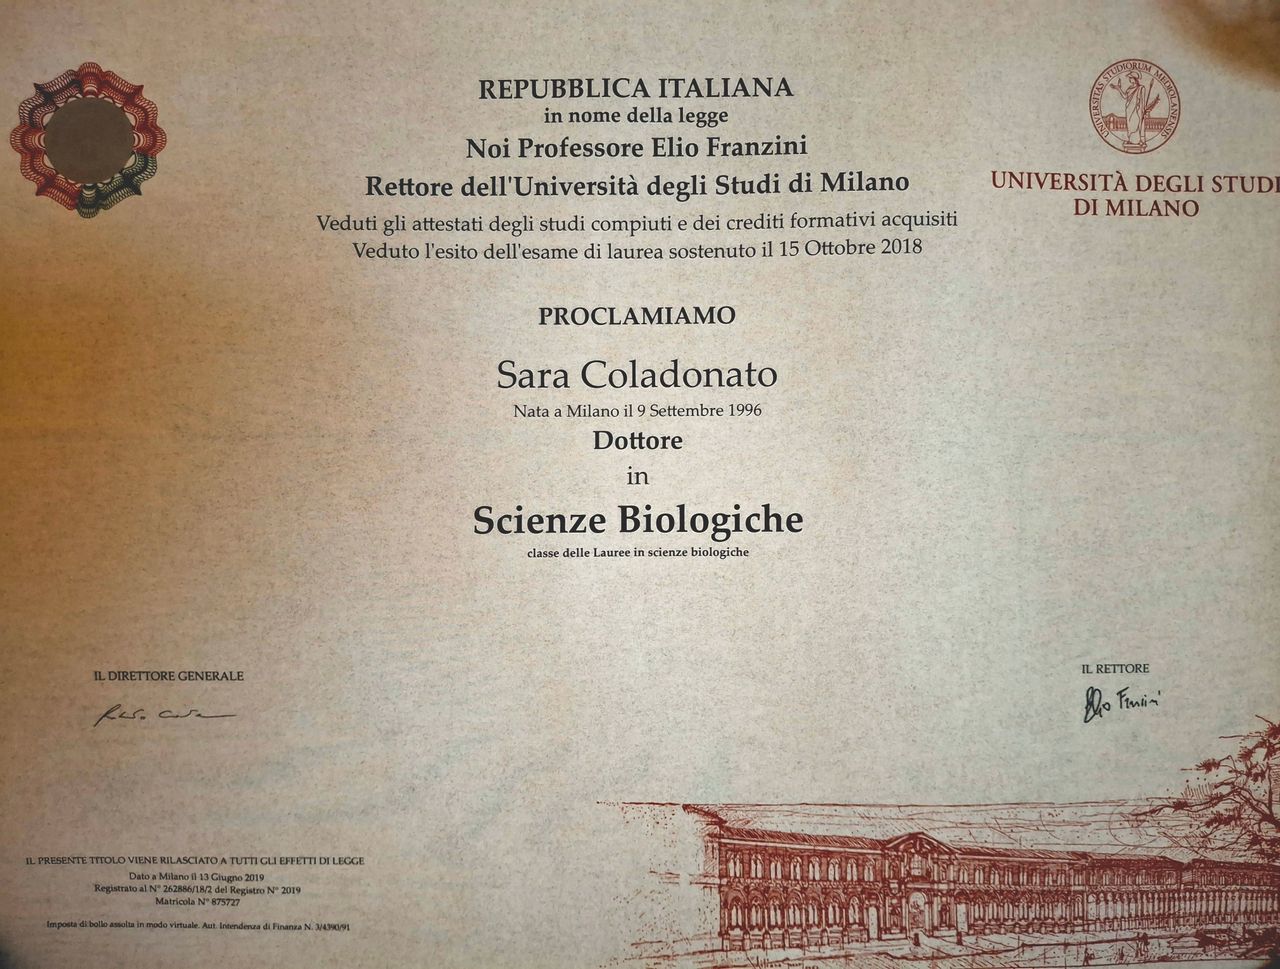 REPUBBLICA ITALIANA
in nome della legge
Noi Professore Elio Franzini
Rettore dell'Università degli Studi di Milano
Veduti gli attestati degli studi compiuti e dei crediti formativi acquisiti
Veduto l'esito dell'esame di laurea sostenuto il 15 Ottobre 2018
UNIVERSITAS STUDIORUM MEDIOLANENSIS
UNIVERSITÀ DEGLI STUDI
DI MILANO
PROCLAMIAMO
Sara Coladonato
Nata a Milano il 9 Settembre 1996
Dottore
in
Scienze Biologiche
classe delle Lauree in scienze biologiche
IL DIRETTORE GENERALE
IL RETTORE
Elio Franzini
IL PRESENTE TITOLO VIENE RILASCIATO A TUTTI GLI EFFETTI DI LEGGE
Dato a Milano il 13 Giugno 2019
Registrato al N° 262886/18/2 del Registro N° 2019
Matricola N° 875727
Imposta di bollo assolta in modo virtuale. Aut. Intendenza di Finanza N. 3/4390/91